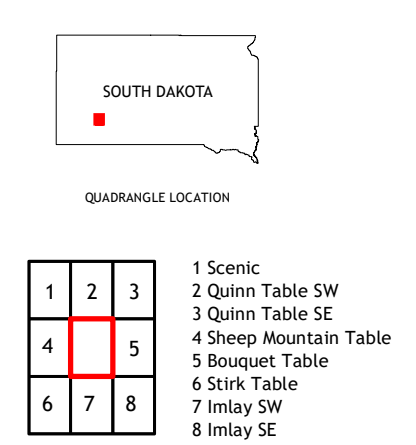 SOUTH DAKOTA
QUADRANGLE LOCATION
1 2 3
4 5
6 7 8
1 Scenic
2 Quinn Table SW
3 Quinn Table SE
4 Sheep Mountain Table
5 Bouquet Table
6 Stirk Table
7 Imlay SW
8 Imlay SE